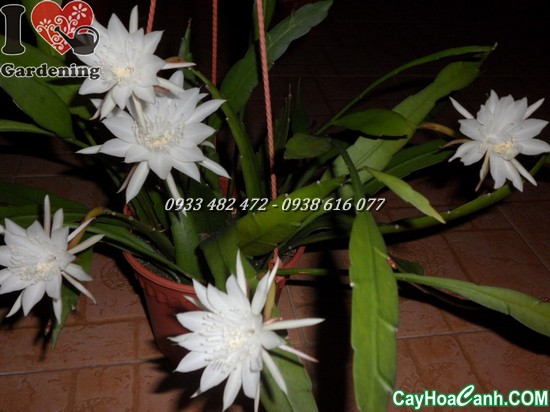 I
Gardening
0933 482 472 - 0938 616 077
CayHoaCanh.COM